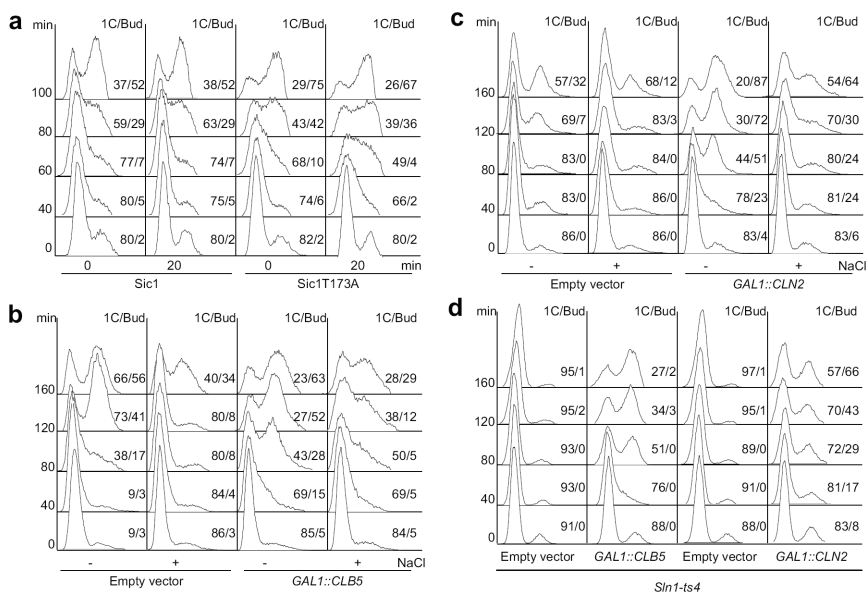 a
min 1C/Bud 1C/Bud 1C/Bud 1C/Bud
100 37/52 38/52 29/75 26/67
80 59/29 63/29 43/42 39/36
60 77/7 74/7 68/10 49/4
40 80/5 75/5 74/6 66/2
0 80/2 80/2 82/2 80/2
0 20 0 20 min
Sic1 Sic1T173A
b
min 1C/Bud 1C/Bud 1C/Bud 1C/Bud
160 66/56 40/34 23/63 28/29
120 73/41 80/8 27/52 38/12
80 38/17 80/8 43/28 50/5
40 9/3 84/4 69/15 69/5
0 9/3 86/3 85/5 84/5
- + - + NaCl
Empty vector GAL1::CLB5
c
min 1C/Bud 1C/Bud 1C/Bud 1C/Bud
160 57/32 68/12 20/87 54/64
120 69/7 83/3 30/72 70/30
80 83/0 84/0 44/51 80/24
40 83/0 86/0 78/23 81/24
0 86/0 86/0 83/4 83/6
- + - + NaCl
Empty vector GAL1::CLN2
d
min 1C/Bud 1C/Bud 1C/Bud 1C/Bud
160 95/1 27/2 97/1 57/66
120 95/2 34/3 95/1 70/43
80 93/0 51/0 89/0 72/29
40 93/0 76/0 91/0 81/17
0 91/0 88/0 88/0 83/8
Empty vector GAL1::CLB5 Empty vector GAL1::CLN2
Sln1-ts4